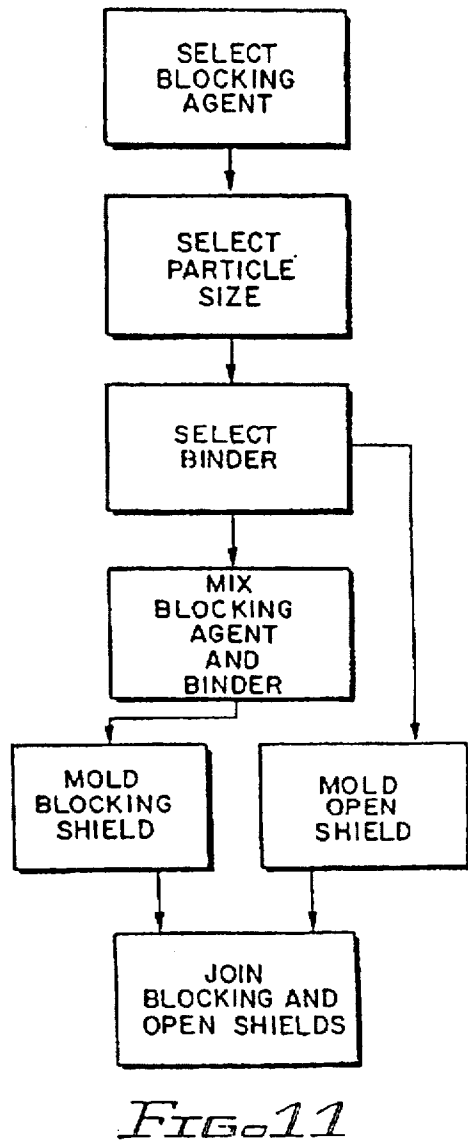 SELECT
BLOCKING
AGENT
SELECT
PARTICLE
SIZE
SELECT
BINDER
MIX
BLOCKING
AGENT
AND
BINDER
MOLD
BLOCKING
SHIELD
MOLD
OPEN
SHIELD
JOIN
BLOCKING AND
OPEN SHIELDS
FIG. 11